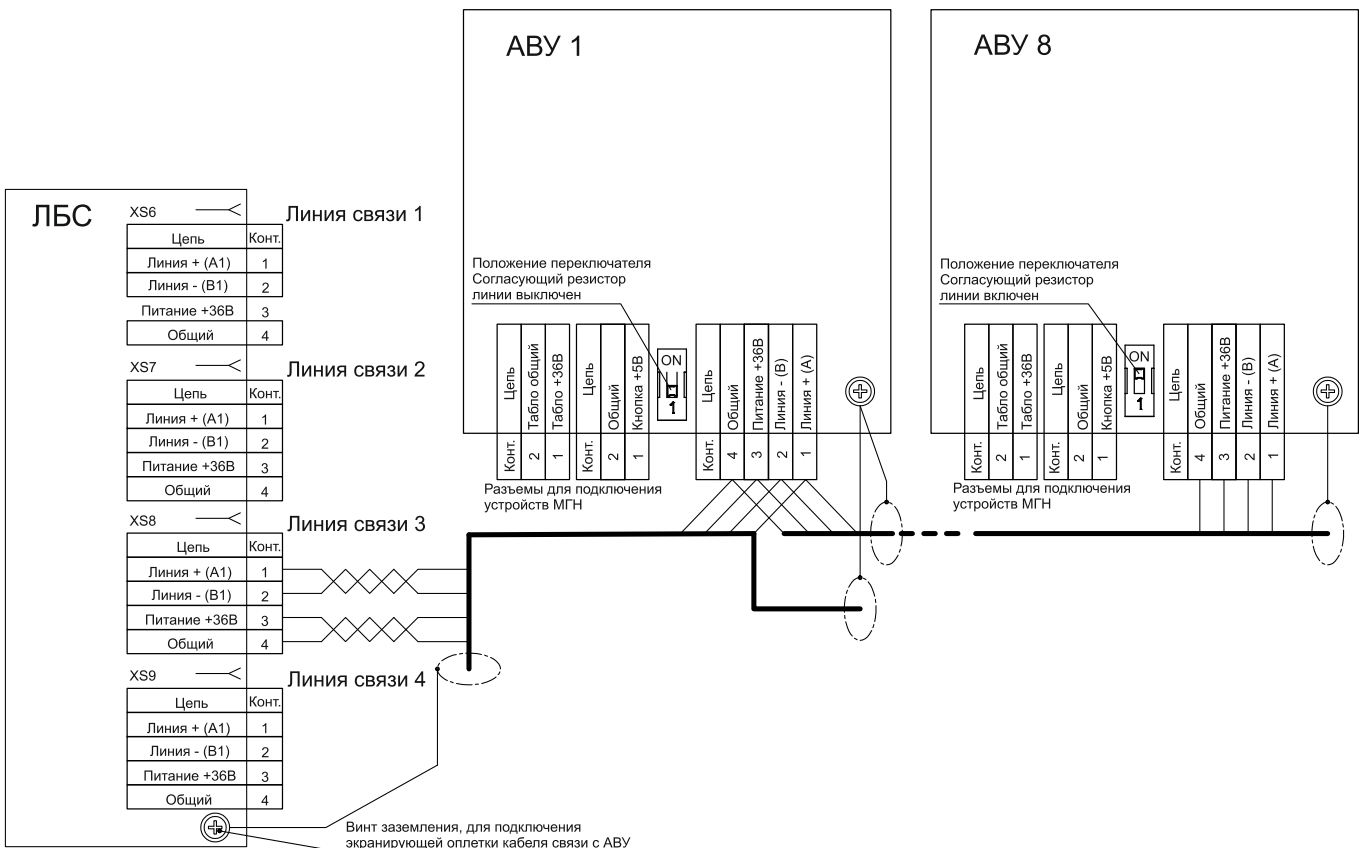 АВУ 1
АВУ 8
ЛБС
XS6
Линия связи 1
Цепь Конт.
Линия + (A1) 1
Линия - (B1) 2
Питание +36В 3
Общий 4
XS7
Линия связи 2
Цепь Конт.
Линия + (A1) 1
Линия - (B1) 2
Питание +36В 3
Общий 4
XS8
Линия связи 3
Цепь Конт.
Линия + (A1) 1
Линия - (B1) 2
Питание +36В 3
Общий 4
XS9
Линия связи 4
Цепь Конт.
Линия + (A1) 1
Линия - (B1) 2
Питание +36В 3
Общий 4
Винт заземления, для подключения
экранирующей оплетки кабеля связи с АВУ
Положение переключателя
Согласующий резистор
линии выключен
Конт. Цепь
2 Табло общий
1 Табло +36В
Конт. Цепь
2 Общий
1 Кнопка +5В
ON
1
Конт. Цепь
4 Общий
3 Питание +36В
2 Линия - (B)
1 Линия + (A)
Разъемы для подключения
устройств МГН
Положение переключателя
Согласующий резистор
линии включен
Конт. Цепь
2 Табло общий
1 Табло +36В
Конт. Цепь
2 Общий
1 Кнопка +5В
ON
1
Конт. Цепь
4 Общий
3 Питание +36В
2 Линия - (B)
1 Линия + (A)
Разъемы для подключения
устройств МГН